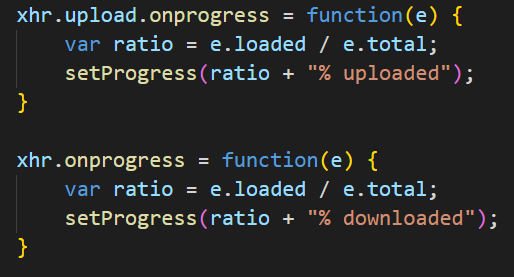 xhr.upload.onprogress = function(e) {
    var ratio = e.loaded / e.total;
    setProgress(ratio + "% uploaded");
}

xhr.onprogress = function(e) {
    var ratio = e.loaded / e.total;
    setProgress(ratio + "% downloaded");
}